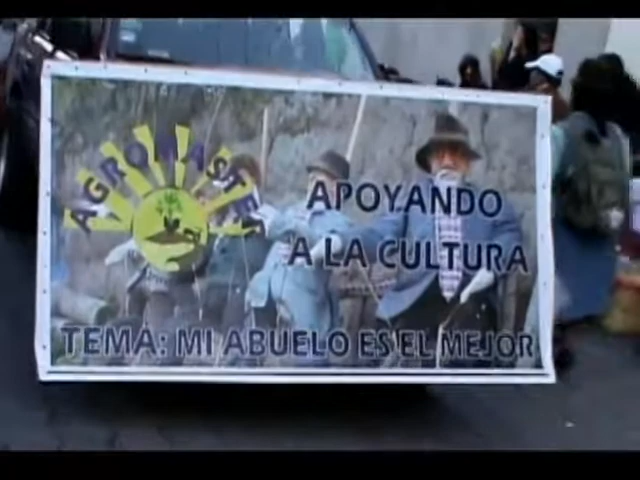 AGROMASTER
APOYANDO
A LA CULTURA
TEMA: MI ABUELO ES EL MEJOR